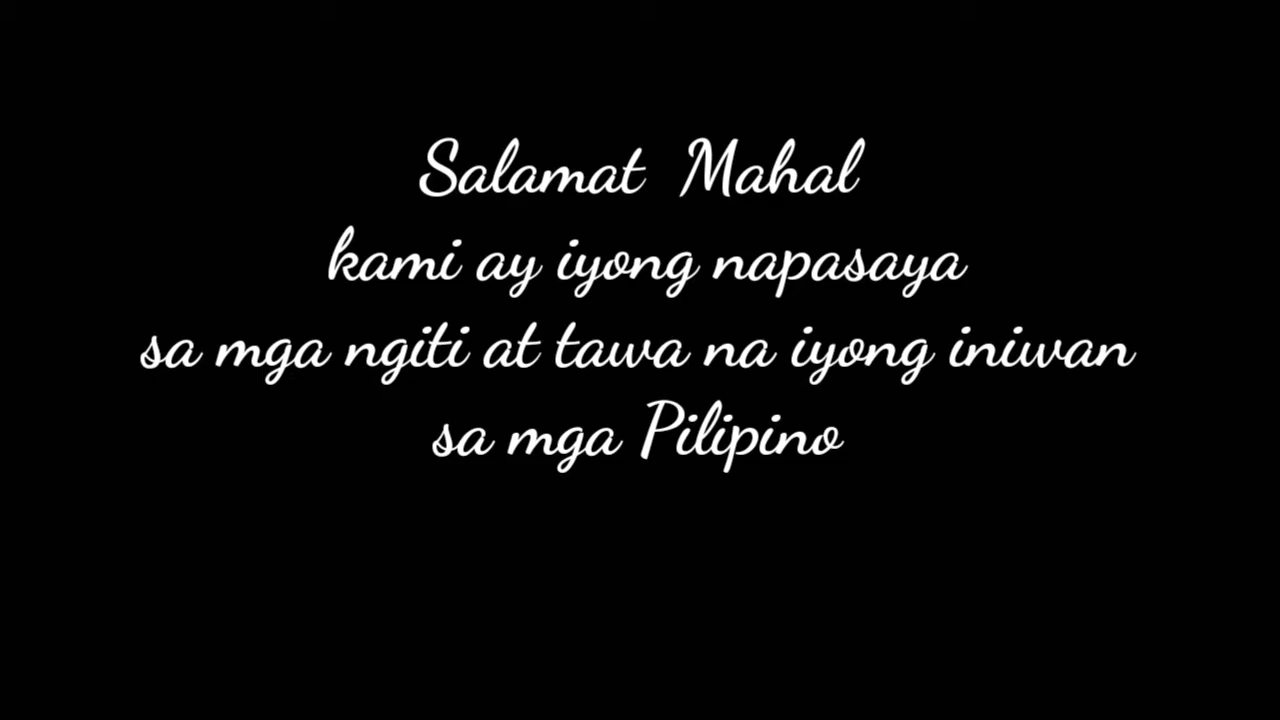 Salamat Mahal
kami ay iyong napasaya
sa mga ngiti at tawa na iyong iniwan
sa mga Pilipino